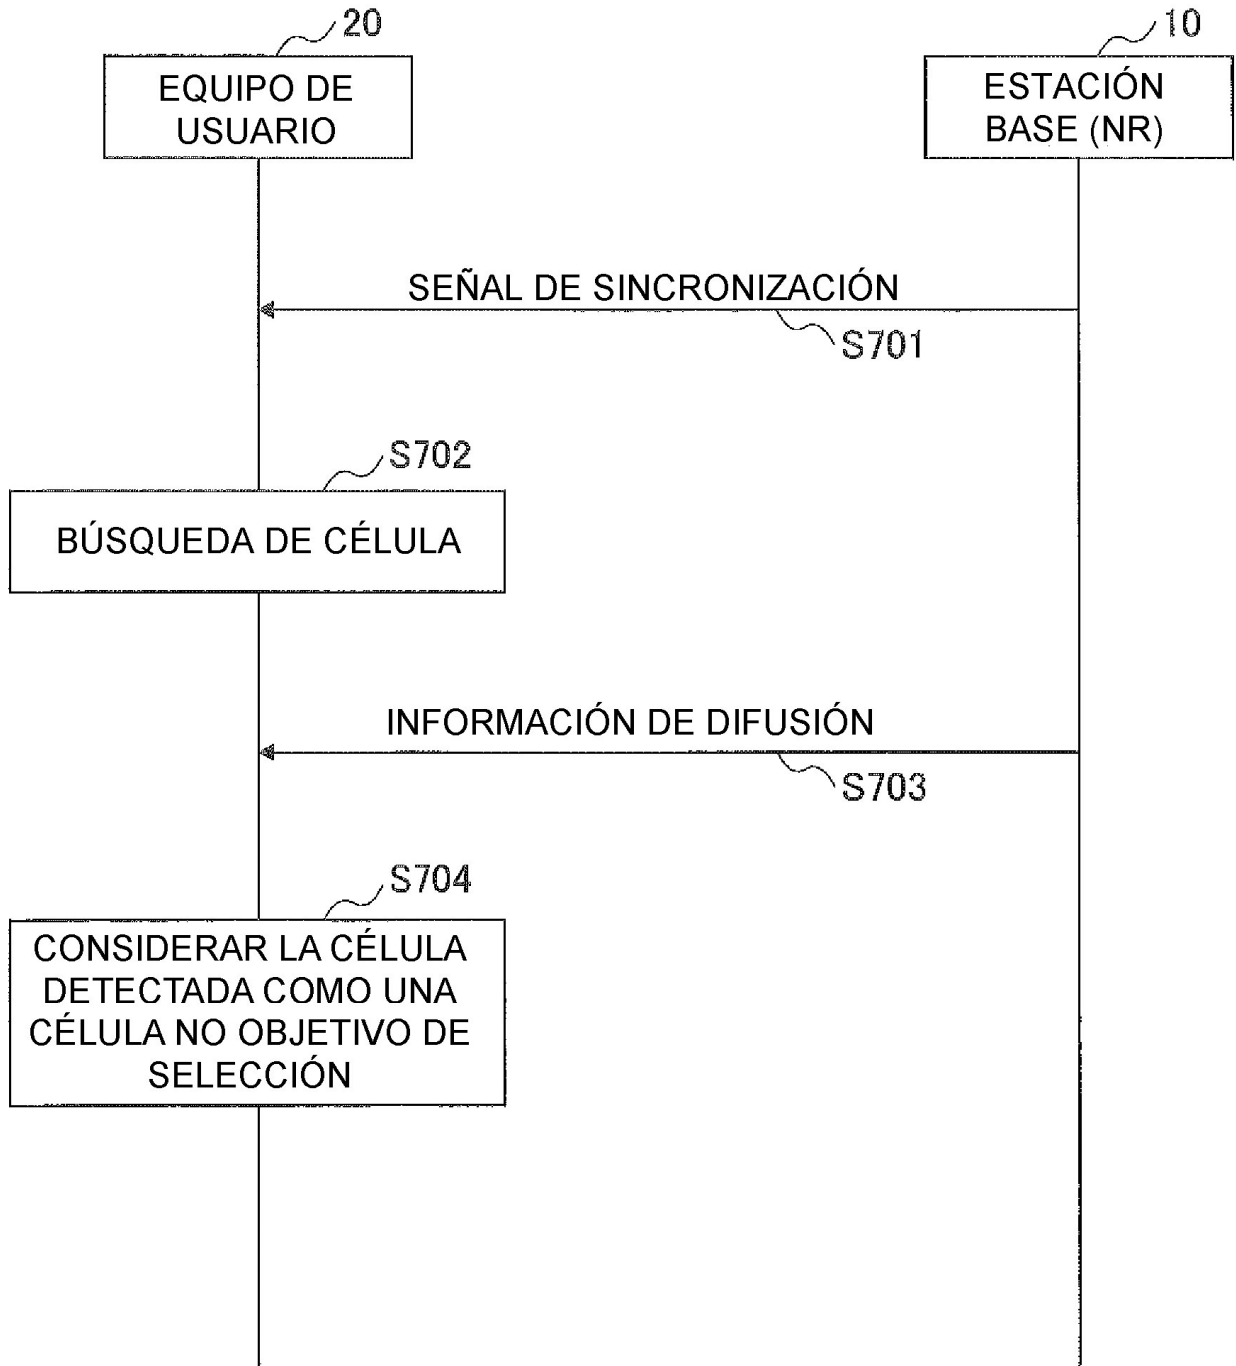 20
EQUIPO DE
USUARIO
10
ESTACIÓN
BASE (NR)
SEÑAL DE SINCRONIZACIÓN
S701
S702
BÚSQUEDA DE CÉLULA
INFORMACIÓN DE DIFUSIÓN
S703
S704
CONSIDERAR LA CÉLULA
DETECTADA COMO UNA
CÉLULA NO OBJETIVO DE
SELECCIÓN